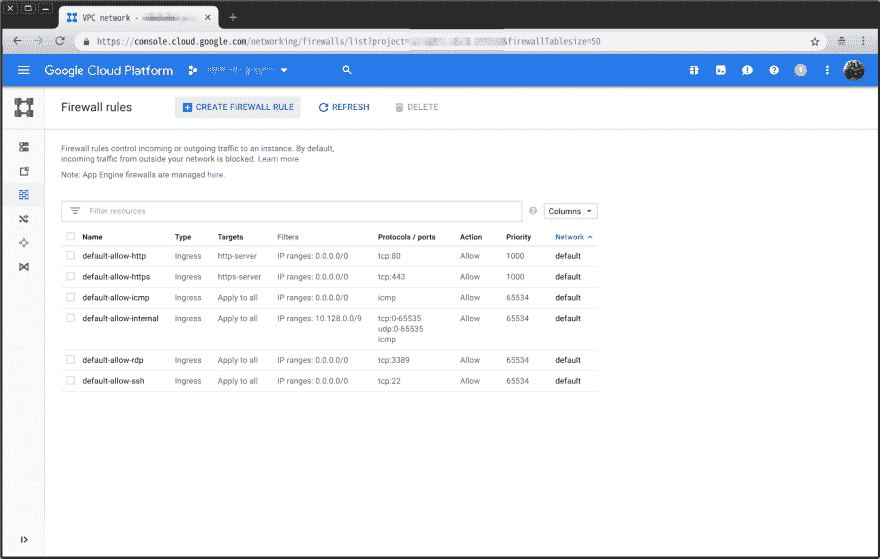 VPC network -
https://console.cloud.google.com/networking/firewalls/list?project=
&firewallTablesize=50
Google Cloud Platform
Firewall rules
CREATE FIREWALL RULE
REFRESH
DELETE
Firewall rules control incoming or outgoing traffic to an instance. By default,
incoming traffic from outside your network is blocked. Learn more
Note: App Engine firewalls are managed here.
Filter resources
Columns
Name Type Targets Filters Protocols / ports Action Priority Network
default-allow-http Ingress http-server IP ranges: 0.0.0.0/0 tcp:80 Allow 1000 default
default-allow-https Ingress https-server IP ranges: 0.0.0.0/0 tcp:443 Allow 1000 default
default-allow-icmp Ingress Apply to all IP ranges: 0.0.0.0/0 icmp Allow 65534 default
default-allow-internal Ingress Apply to all IP ranges: 10.128.0.0/9 tcp:0-65535 Allow 65534 default
udp:0-65535
icmp
default-allow-rdp Ingress Apply to all IP ranges: 0.0.0.0/0 tcp:3389 Allow 65534 default
default-allow-ssh Ingress Apply to all IP ranges: 0.0.0.0/0 tcp:22 Allow 65534 default